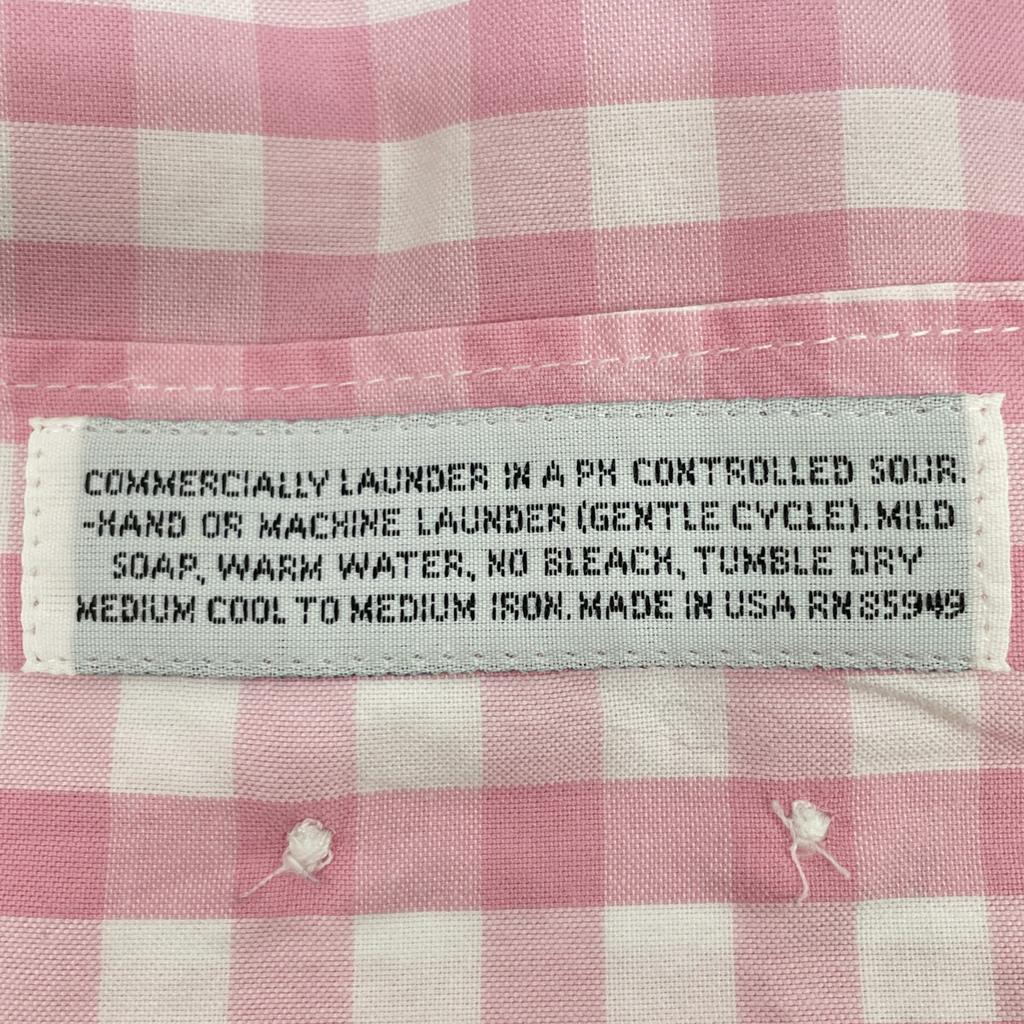 COMMERCIALLY LAUNDER IN A PH CONTROLLED SOUR.
-HAND OR MACHINE LAUNDER (GENTLE CYCLE). MILD
SOAP, WARM WATER, NO BLEACH, TUMBLE DRY
MEDIUM COOL TO MEDIUM IRON. MADE IN USA RN 85949